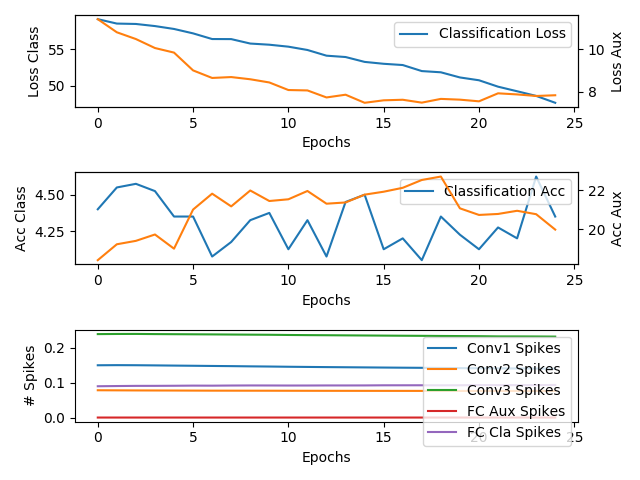 Classification Loss
55
50
10
8
Loss Class
Loss Aux
0 5 10 15 20 25
Epochs
Classification Acc
4.50
4.25
22
20
Acc Class
Acc Aux
0 5 10 15 20 25
Epochs
0.2
0.1
0.0
# Spikes
Conv1 Spikes
Conv2 Spikes
Conv3 Spikes
FC Aux Spikes
FC Cla Spikes
0 5 10 15 20 25
Epochs